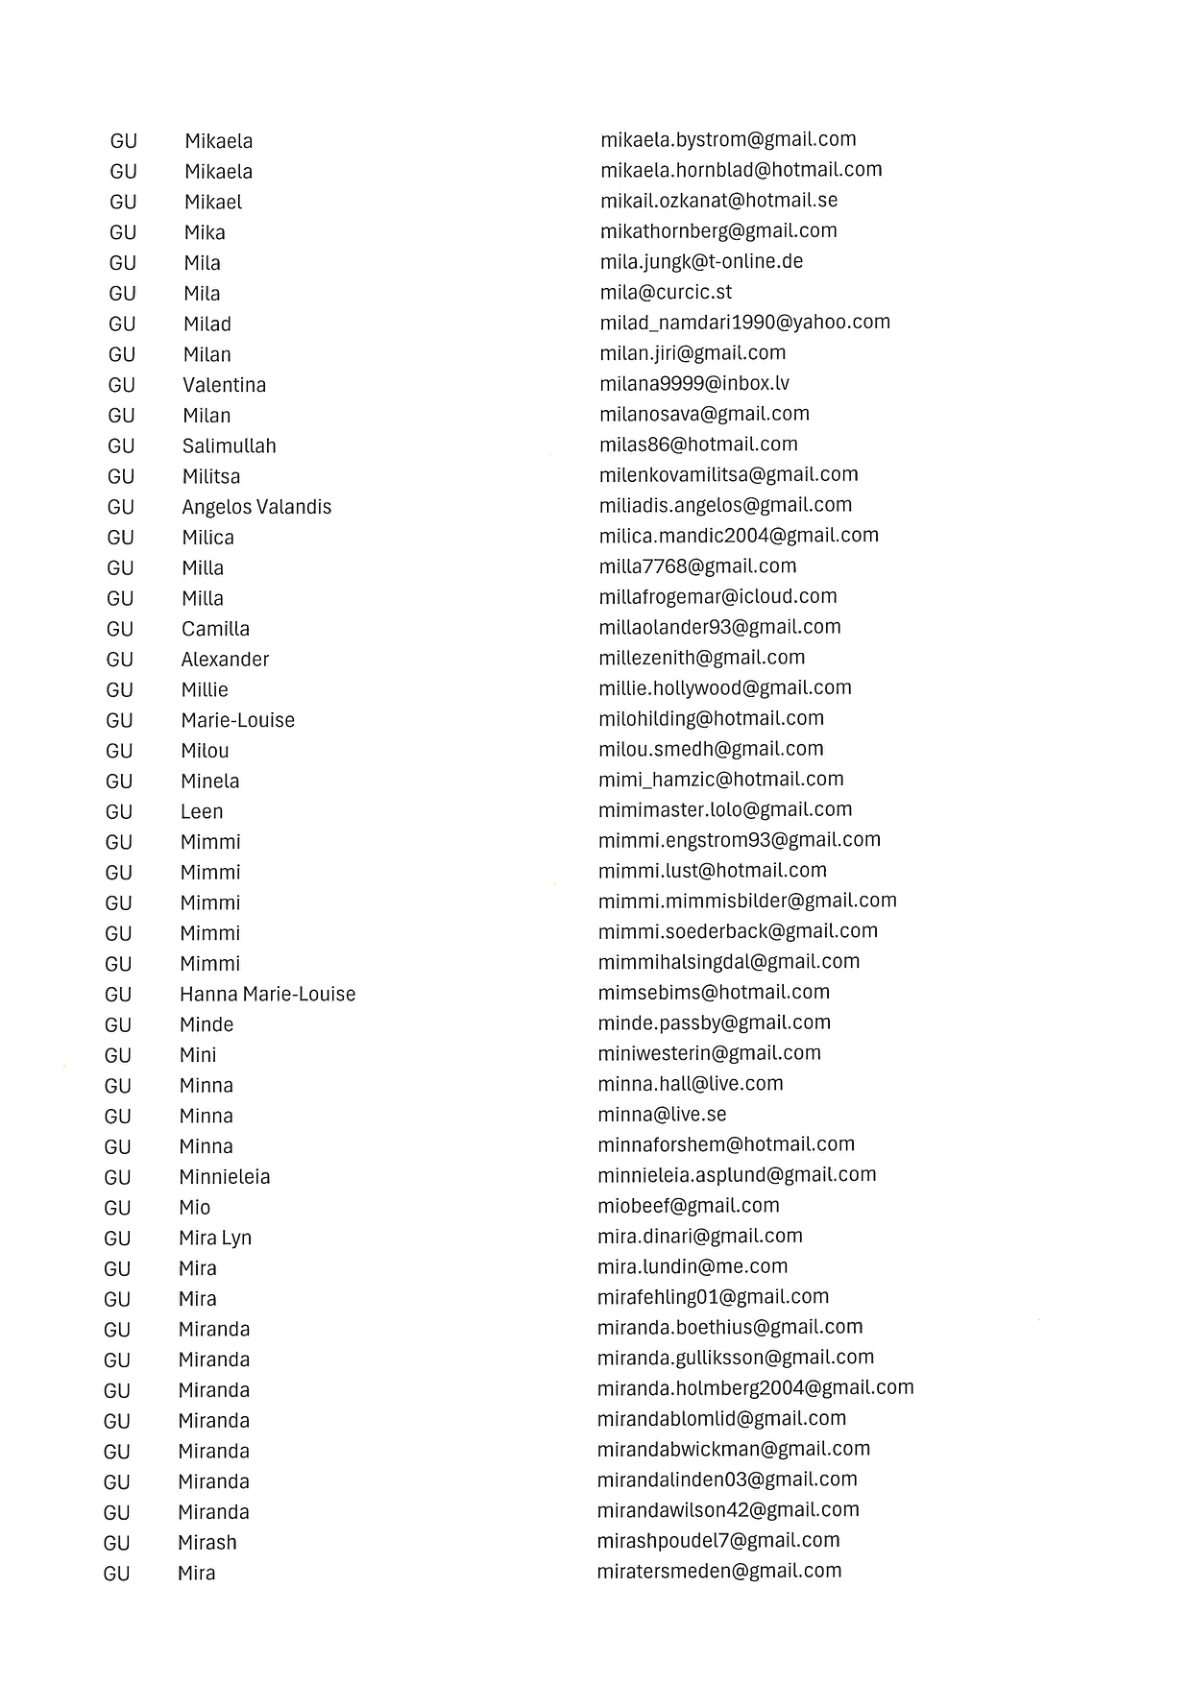 GU Mikaela mikaela.bystrom@gmail.com
GU Mikaela mikaela.hornblad@hotmail.com
GU Mikael mikail.ozkanat@hotmail.se
GU Mika mikathornberg@gmail.com
GU Mila mila.jungk@t-online.de
GU Mila mila@curcic.st
GU Milad milad_namdari1990@yahoo.com
GU Milan milan.jiri@gmail.com
GU Valentina milana9999@inbox.lv
GU Milan milanosava@gmail.com
GU Salimullah milas86@hotmail.com
GU Militsa milenkovamilitsa@gmail.com
GU Angelos Valandis miliadis.angelos@gmail.com
GU Milica milica.mandic2004@gmail.com
GU Milla milla7768@gmail.com
GU Milla millafrogemar@icloud.com
GU Camilla millaolander93@gmail.com
GU Alexander millezenith@gmail.com
GU Millie millie.hollywood@gmail.com
GU Marie-Louise milohilding@hotmail.com
GU Milou milou.smedh@gmail.com
GU Minela mimi_hamzic@hotmail.com
GU Leen mimimaster.lolo@gmail.com
GU Mimmi mimmi.engstrom93@gmail.com
GU Mimmi mimmi.lust@hotmail.com
GU Mimmi mimmi.mimmisbilder@gmail.com
GU Mimmi mimmi.soederback@gmail.com
GU Mimmi mimmihalsingdal@gmail.com
GU Hanna Marie-Louise mimsebims@hotmail.com
GU Minde minde.passby@gmail.com
GU Mini miniwesterin@gmail.com
GU Minna minna.hall@live.com
GU Minna minna@live.se
GU Minna minnaforshem@hotmail.com
GU Minnieleia minnieleia.asplund@gmail.com
GU Mio miobeef@gmail.com
GU Mira Lyn mira.dinari@gmail.com
GU Mira mira.lundin@me.com
GU Mira mirafehling01@gmail.com
GU Miranda miranda.boethius@gmail.com
GU Miranda miranda.gulliksson@gmail.com
GU Miranda miranda.holmberg2004@gmail.com
GU Miranda mirandablomlid@gmail.com
GU Miranda mirandabwickman@gmail.com
GU Miranda mirandalinden03@gmail.com
GU Miranda mirandawilson42@gmail.com
GU Mirash mirashpoudel7@gmail.com
GU Mira miratersmeden@gmail.com